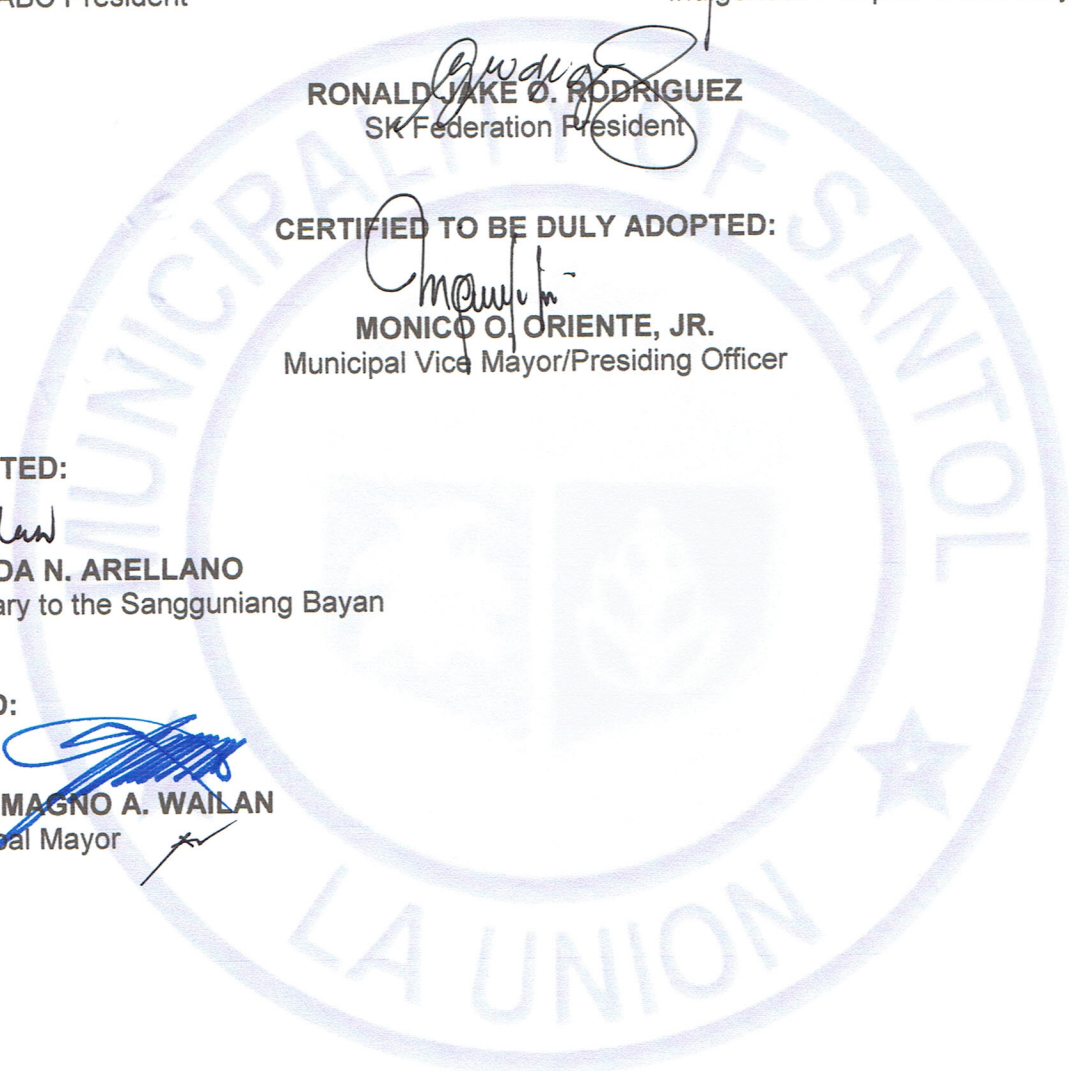 ABC President
RONALD JAKE O. RODRIGUEZ
SK Federation President
CERTIFIED TO BE DULY ADOPTED:
MONICO O. ORIENTE, JR.
Municipal Vice Mayor/Presiding Officer
TED:
DA N. ARELLANO
ary to the Sangguniang Bayan
D:
MAGNO A. WAILAN
pal Mayor
MUNICIPALITY OF SANTOL
LA UNION